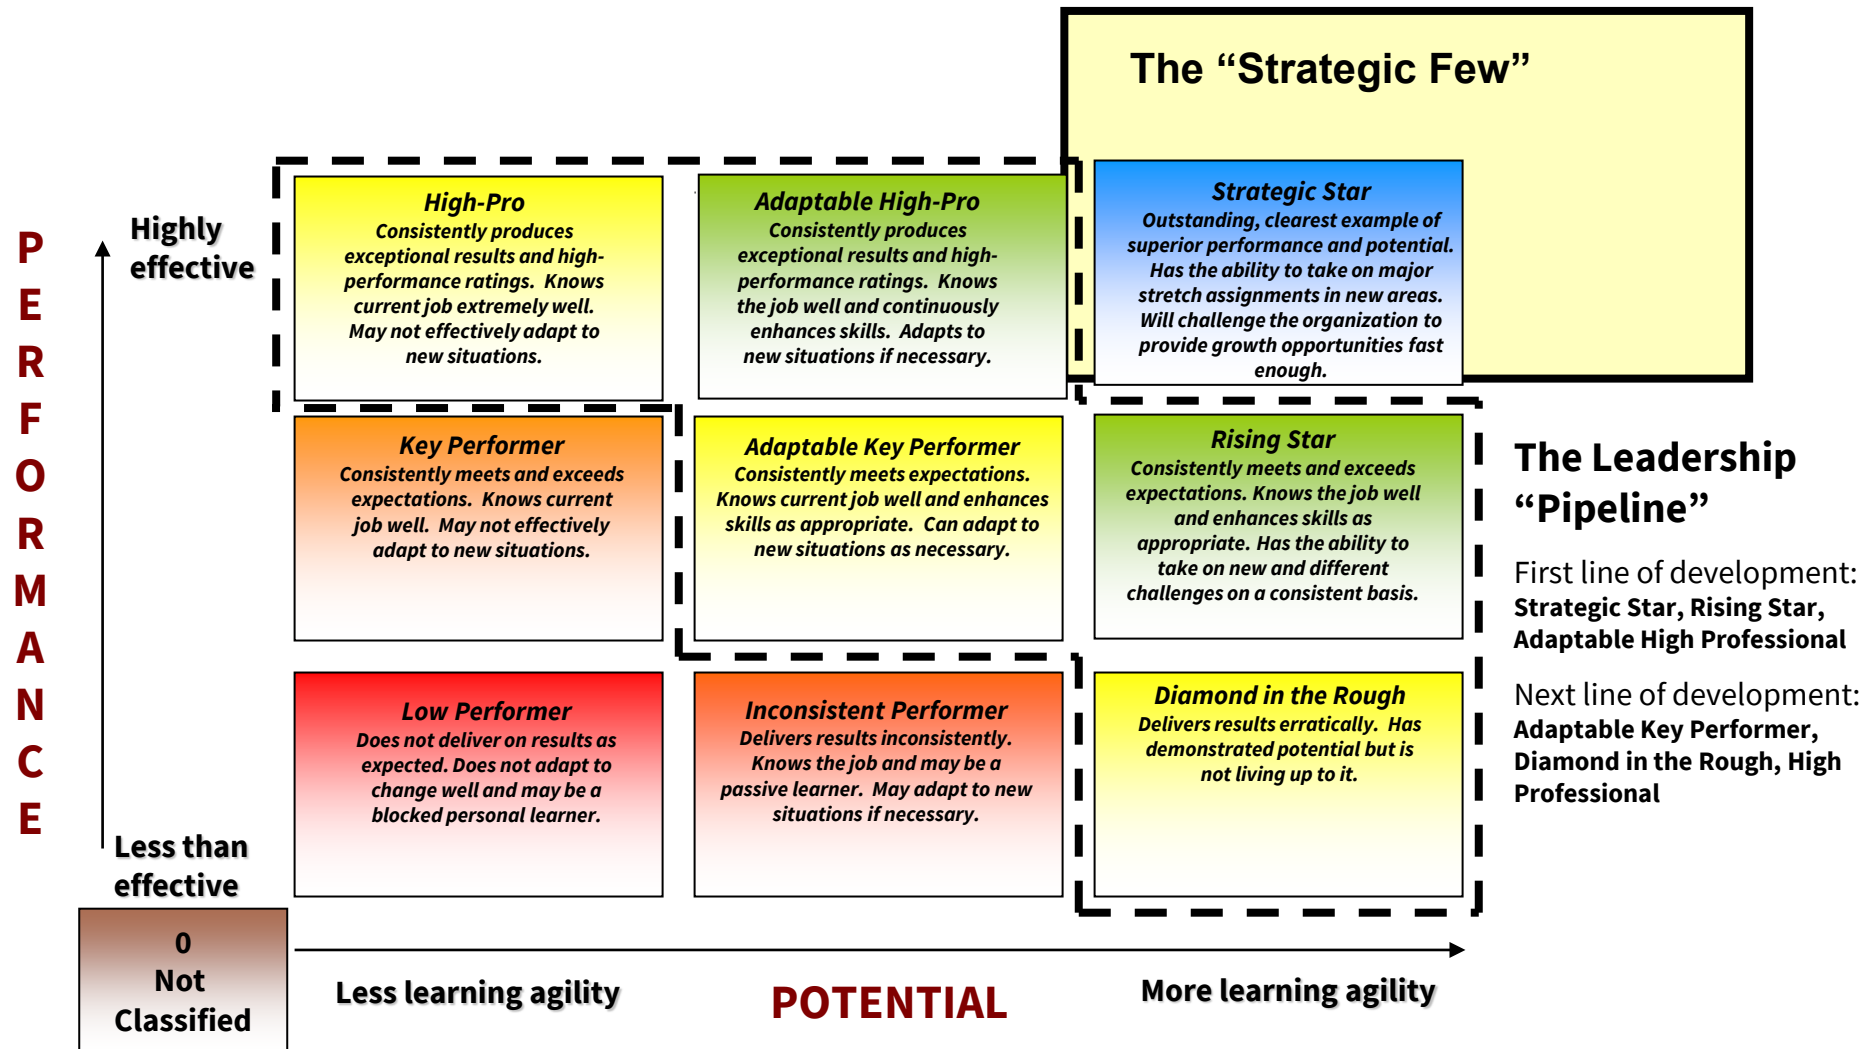 The “Strategic Few”
P
E
R
F
O
R
M
A
N
C
E
Highly
effective
High-Pro
Consistently produces
exceptional results and high-
performance ratings. Knows
current job extremely well.
May not effectively adapt to
new situations.
Adaptable High-Pro
Consistently produces
exceptional results and high-
performance ratings. Knows
the job well and continuously
enhances skills. Adapts to
new situations if necessary.
Strategic Star
Outstanding, clearest example of
superior performance and potential.
Has the ability to take on major
stretch assignments in new areas.
Will challenge the organization to
provide growth opportunities fast
enough.
Key Performer
Consistently meets and exceeds
expectations. Knows current
job well. May not effectively
adapt to new situations.
Adaptable Key Performer
Consistently meets expectations.
Knows current job well and enhances
skills as appropriate. Can adapt to
new situations as necessary.
Rising Star
Consistently meets and exceeds
expectations. Knows the job well
and enhances skills as
appropriate. Has the ability to
take on new and different
challenges on a consistent basis.
The Leadership
“Pipeline”
First line of development:
Strategic Star, Rising Star,
Adaptable High Professional
Next line of development:
Adaptable Key Performer,
Diamond in the Rough, High
Professional
Low Performer
Does not deliver on results as
expected. Does not adapt to
change well and may be a
blocked personal learner.
Inconsistent Performer
Delivers results inconsistently.
Knows the job and may be a
passive learner. May adapt to new
situations if necessary.
Diamond in the Rough
Delivers results erratically. Has
demonstrated potential but is
not living up to it.
Less than
effective
0
Not
Classified
Less learning agility
POTENTIAL
More learning agility